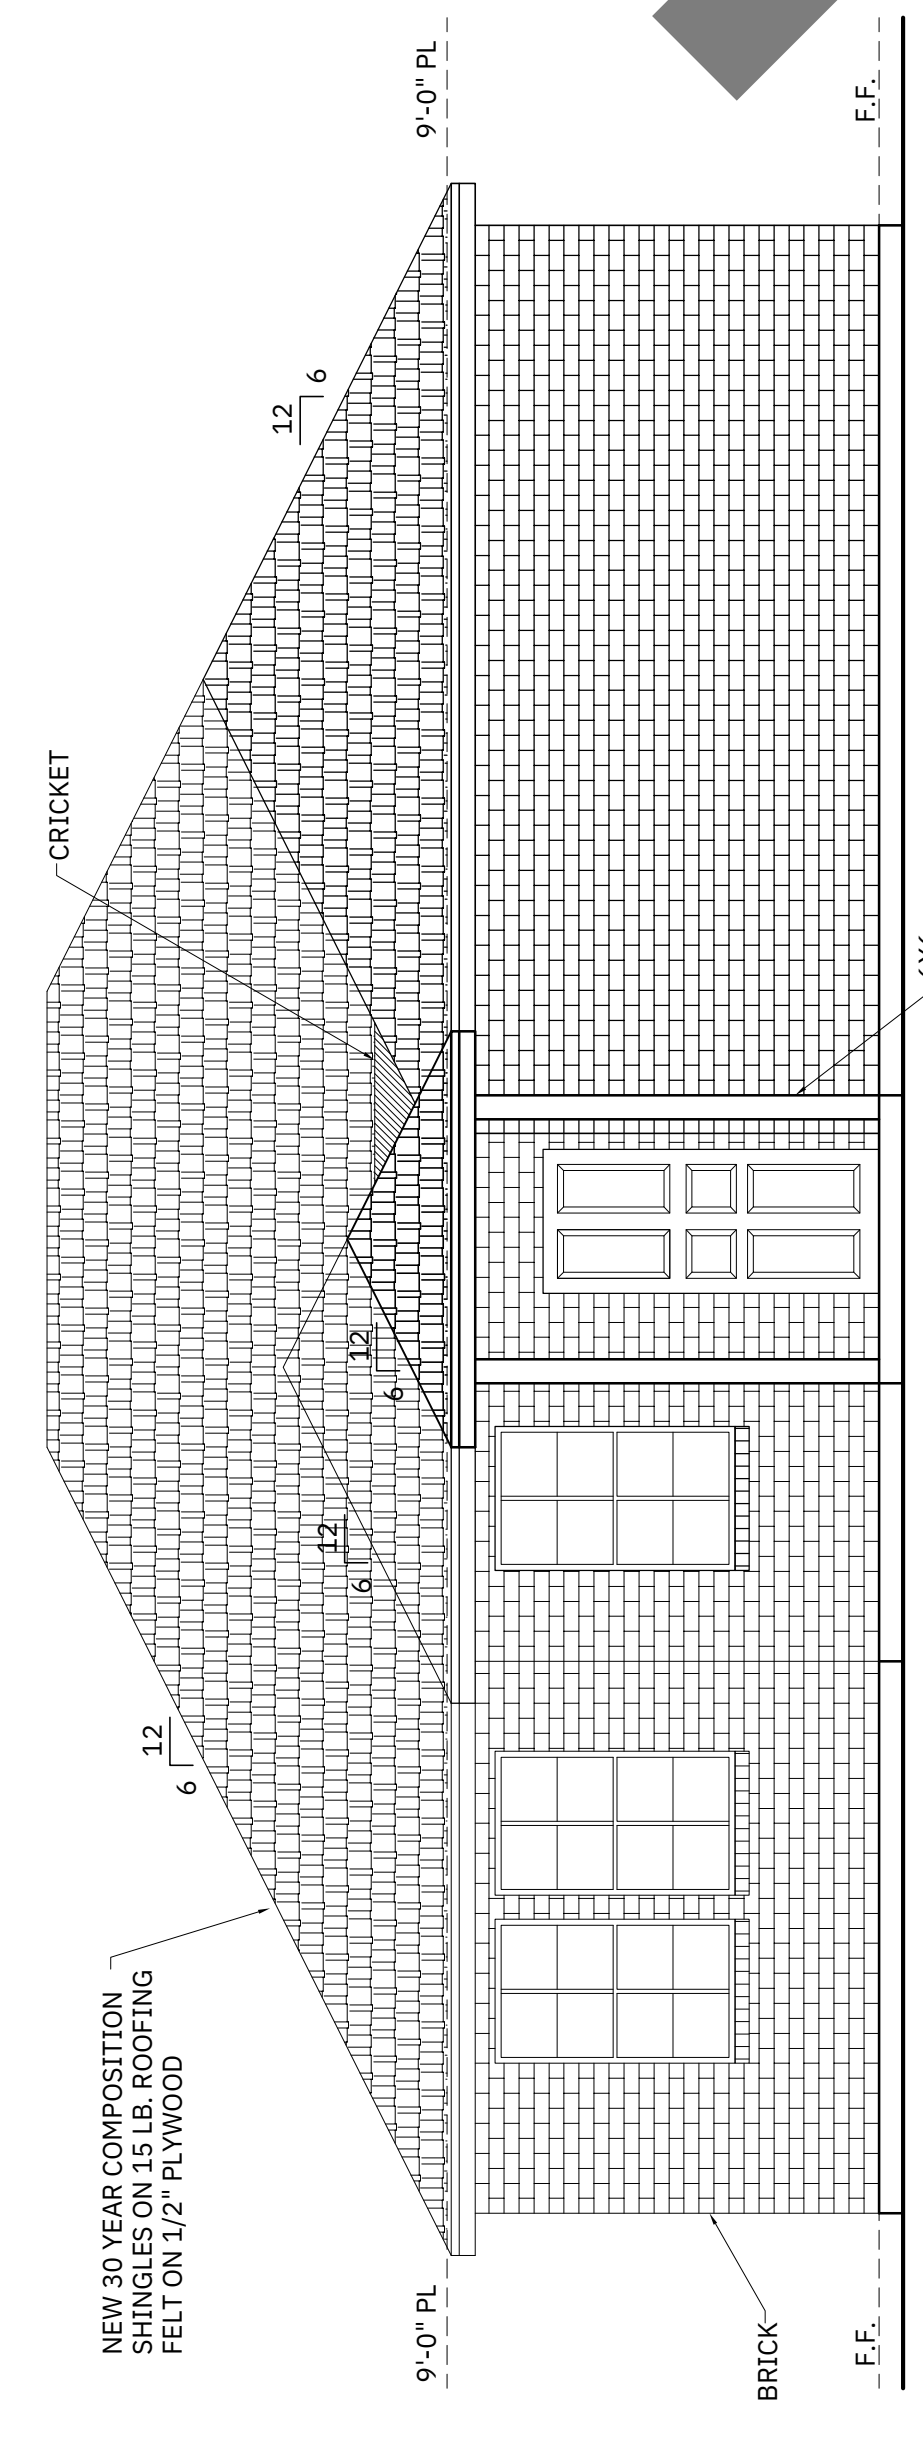 CRICKET
12
6
12
6
12
6
12
6
NEW 30 YEAR COMPOSITION
SHINGLES ON 15 LB. ROOFING
FELT ON 1/2" PLYWOOD
9'-0" PL
9'-0" PL
BRICK
F.F.
F.F.